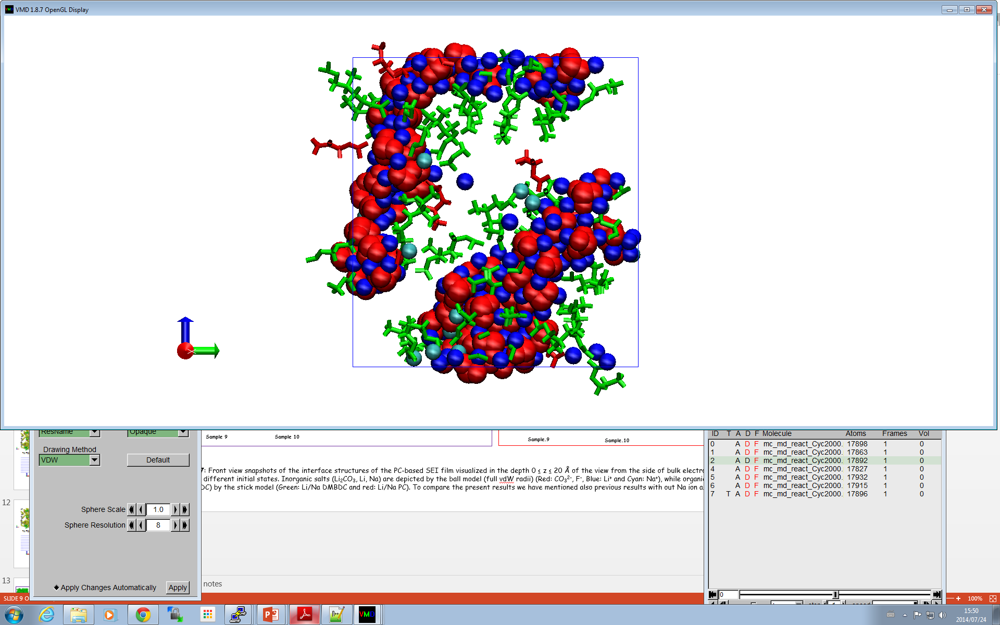 VMD 1.8.7 OpenGL Display
ResName
Opaque
Drawing Method
VDW
Default
Sphere Scale
1.0
Sphere Resolution
8
Apply Changes Automatically
Apply
Sample 9
Sample 10
Sample.9
Sample.10
7: Front view snapshots of the interface structures of the PC-based SEI film visualized in the depth 0 ≤ z ≤ 20 Å of the view from the side of bulk electr
different initial states. Inorganic salts (Li₂CO₃, Li, Na) are depicted by the ball model (full vdW radii) (Red: CO₃²⁻, F⁻, Blue: Li⁺ and Cyan: Na⁺), while organi
DC) by the stick model (Green: Li/Na DMBDC and red: Li/Na PC). To compare the present results we have mentioned also previous results with out Na ion a
notes
ID T A D F Molecule Atoms Frames Vol
0 A D F mc_md_react_Cyc2000. 17898 1 0
1 A D F mc_md_react_Cyc2000. 17863 1 0
2 A D F mc_md_react_Cyc2000. 17892 1 0
4 A D F mc_md_react_Cyc2000. 17827 1 0
5 A D F mc_md_react_Cyc2000. 17932 1 0
6 A D F mc_md_react_Cyc2000. 17915 1 0
7 T A D F mc_md_react_Cyc2000. 17896 1 0
0
12
13
SLIDE 9 O
100%
VMD
15:50
2014/07/24